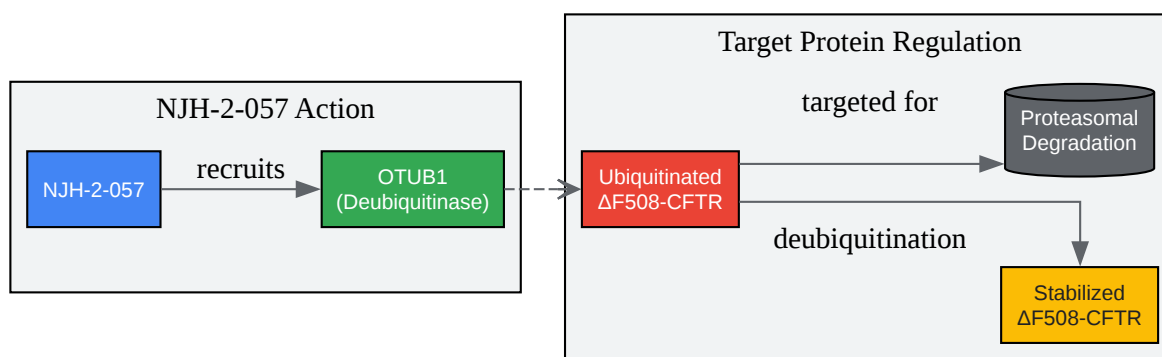 Target Protein Regulation
NJH-2-057 Action
targeted for
Proteasomal
Degradation
recruits
NJH-2-057
OTUB1
(Deubiquitinase)
Ubiquitinated
ΔF508-CFTR
deubiquitination
Stabilized
ΔF508-CFTR